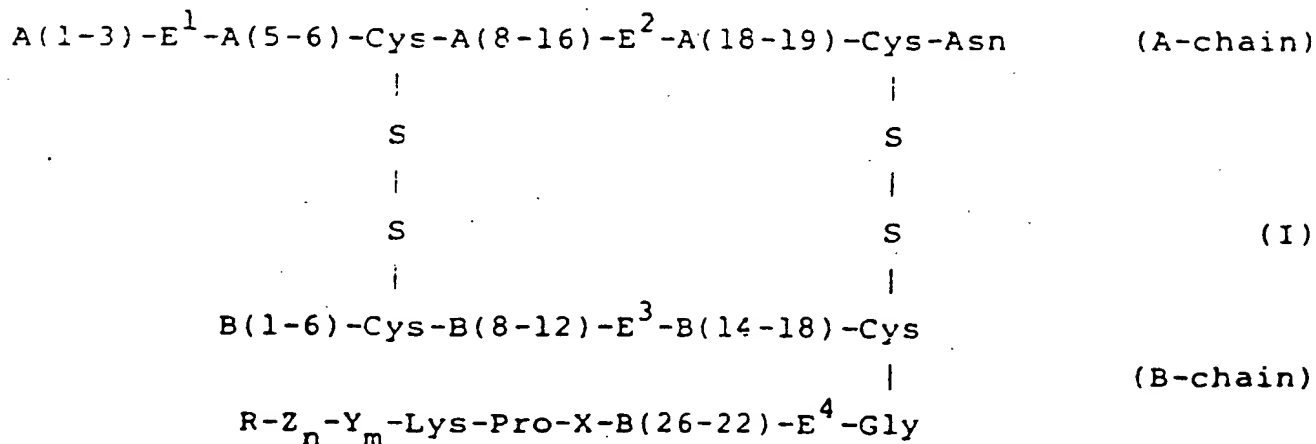 A(1-3)-E¹-A(5-6)-Cys-A(8-16)-E²-A(18-19)-Cys-Asn (A-chain)
| |
S S
| |
S S (I)
| |
B(1-6)-Cys-B(8-12)-E³-B(14-18)-Cys
| (B-chain)
R-Zₙ-Yₘ-Lys-Pro-X-B(26-22)-E⁴-Gly